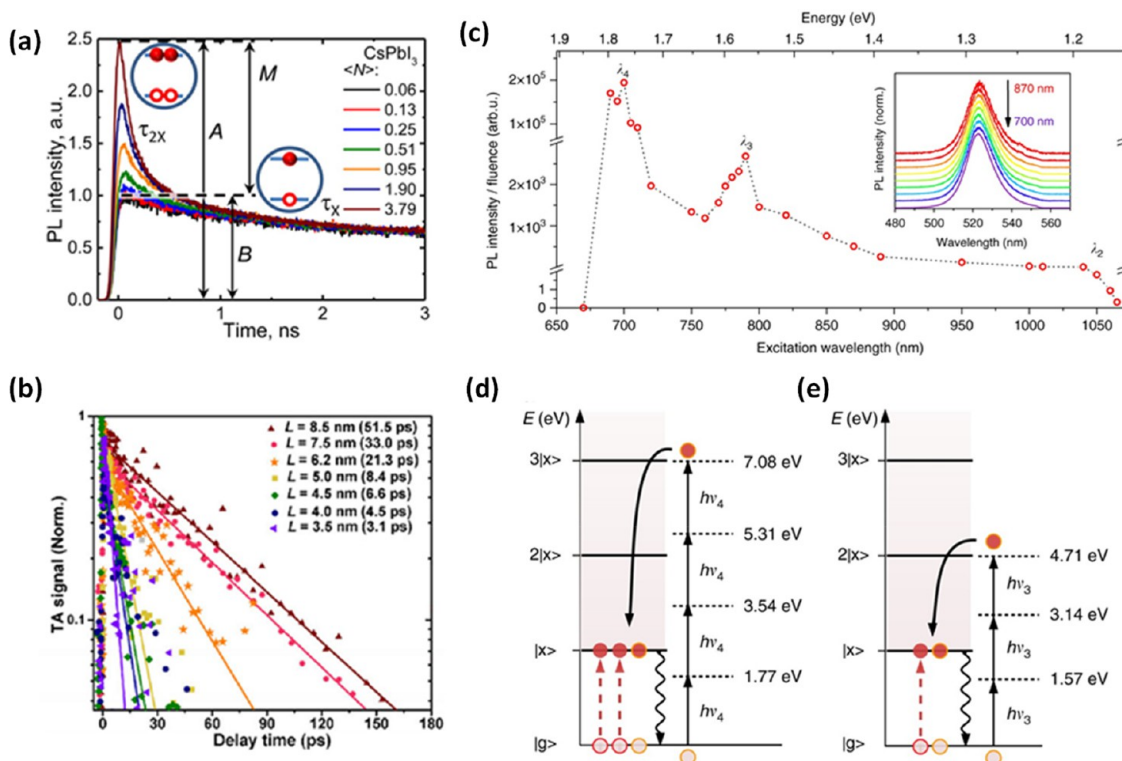 (a)
2.5
2.0
1.5
1.0
0.5
0.0
PL intensity, a.u.
0
1
2
3
Time, ns
τ2X
A
M
B
τX
CsPbI3
<N>:
0.06
0.13
0.25
0.51
0.95
1.90
3.79
(b)
TA signal (Norm.)
1
0.1
L = 8.5 nm (51.5 ps)
L = 7.5 nm (33.0 ps)
L = 6.2 nm (21.3 ps)
L = 5.0 nm (8.4 ps)
L = 4.5 nm (6.6 ps)
L = 4.0 nm (4.5 ps)
L = 3.5 nm (3.1 ps)
0 30 60 90 120 150 180
Delay time (ps)
(c)
Energy (eV)
1.9 1.8 1.7 1.6 1.5 1.4 1.3 1.2
PL intensity / fluence (arb.u.)
2×10⁵
1×10⁵
2×10³
1×10³
1
0
λ4
λ3
λ2
650 700 750 800 850 900 950 1000 1050
Excitation wavelength (nm)
PL intensity (norm.)
870 nm
700 nm
480 500 520 540 560
Wavelength (nm)
(d)
E (eV)
3|x>
7.08 eV
hν4
5.31 eV
2|x>
hν4
3.54 eV
|x>
hν4
1.77 eV
hν4
|g>
(e)
E (eV)
3|x>
2|x>
4.71 eV
hν3
3.14 eV
|x>
hν3
1.57 eV
hν3
|g>